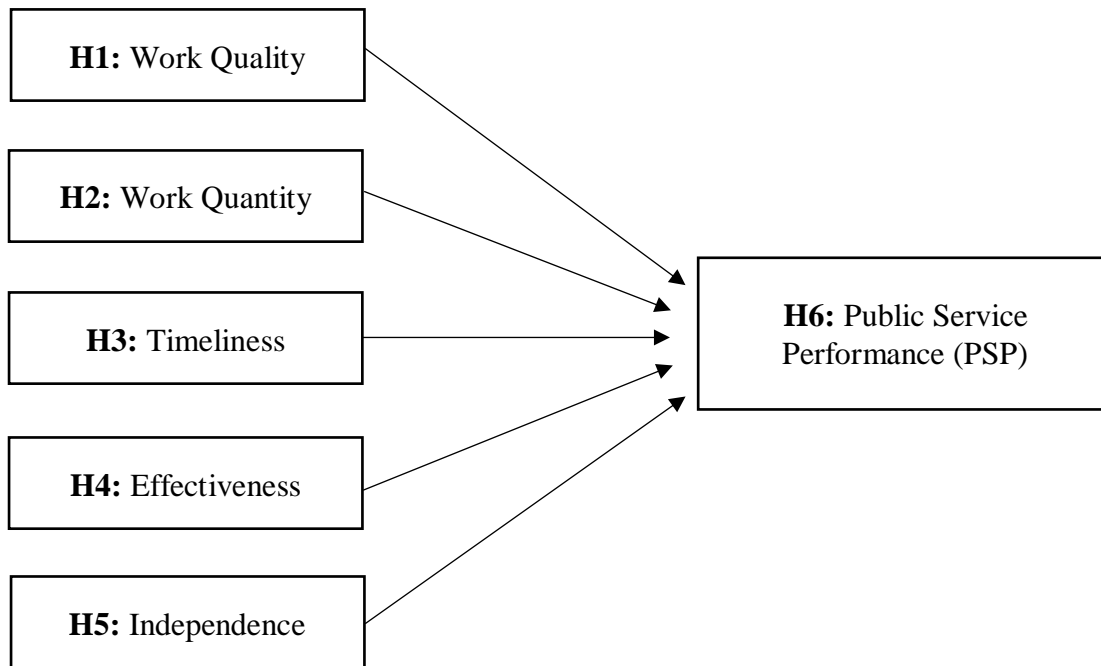 H1: Work Quality
H2: Work Quantity
H3: Timeliness
H4: Effectiveness
H5: Independence
H6: Public Service
Performance (PSP)